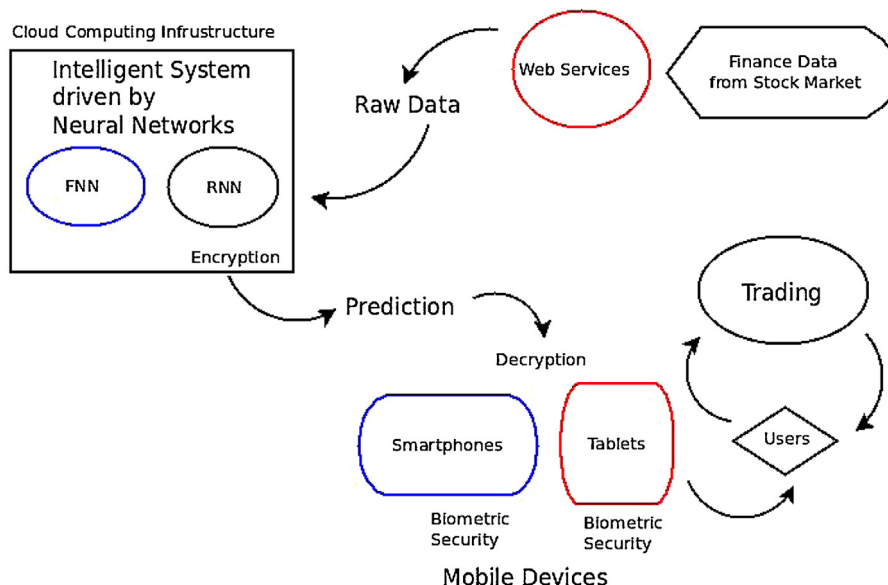 Cloud Computing Infrustructure
Intelligent System
driven by
Neural Networks
FNN
RNN
Encryption
Raw Data
Web Services
Finance Data
from Stock Market
Prediction
Decryption
Trading
Users
Smartphones
Tablets
Biometric
Security
Biometric
Security
Mobile Devices